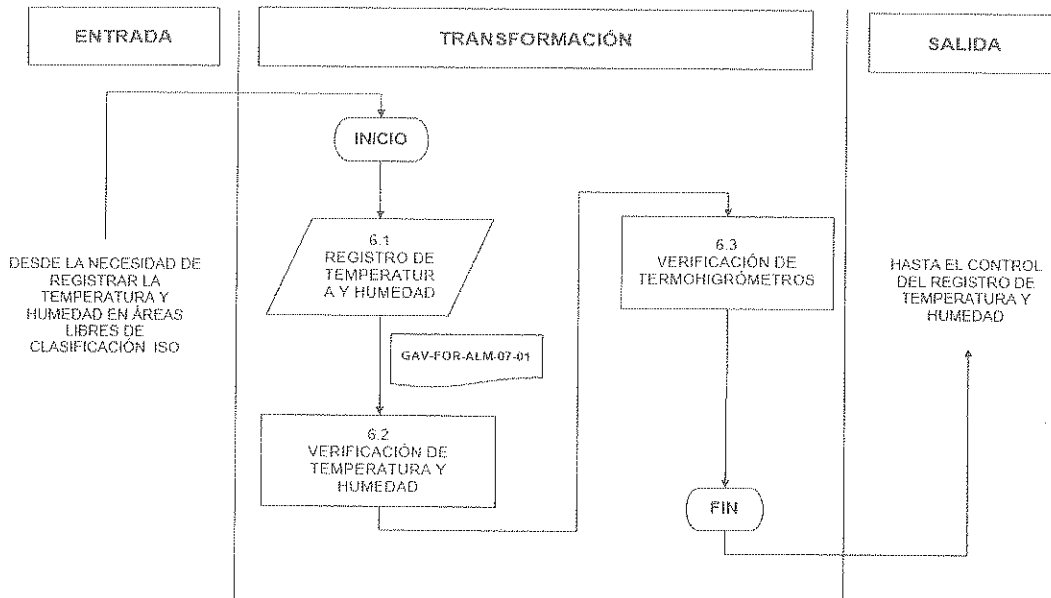 ENTRADA
TRANSFORMACIÓN
SALIDA
INICIO
DESDE LA NECESIDAD DE
REGISTRAR LA
TEMPERATURA Y
HUMEDAD EN ÁREAS
LIBRES DE
CLASIFICACIÓN ISO
6.1
REGISTRO DE
TEMPERATUR
A Y HUMEDAD
GAV-FOR-ALM-07-01
6.2
VERIFICACIÓN DE
TEMPERATURA Y
HUMEDAD
6.3
VERIFICACIÓN DE
TERMOHIGRÓMETROS
FIN
HASTA EL CONTROL
DEL REGISTRO DE
TEMPERATURA Y
HUMEDAD